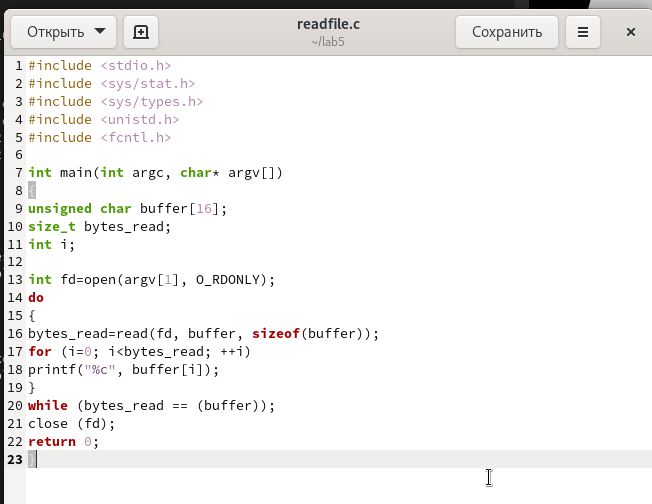 Открыть
readfile.c
~/lab5
Сохранить
1 #include <stdio.h>
2 #include <sys/stat.h>
3 #include <sys/types.h>
4 #include <unistd.h>
5 #include <fcntl.h>
6
7 int main(int argc, char* argv[])
8 {
9 unsigned char buffer[16];
10 size_t bytes_read;
11 int i;
12
13 int fd=open(argv[1], O_RDONLY);
14 do
15 {
16 bytes_read=read(fd, buffer, sizeof(buffer));
17 for (i=0; i<bytes_read; ++i)
18 printf("%c", buffer[i]);
19 }
20 while (bytes_read == (buffer));
21 close (fd);
22 return 0;
23 }